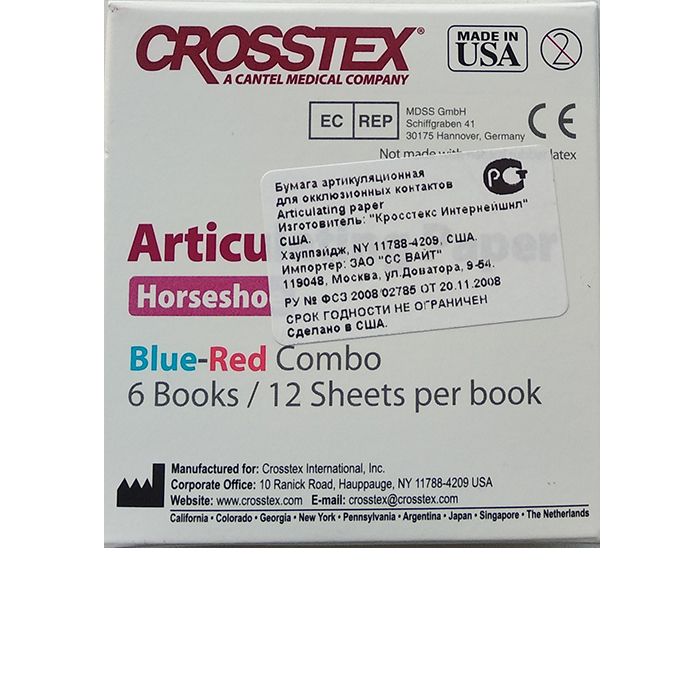 CROSSTEX®
A CANTEL MEDICAL COMPANY
MADE IN
USA
2
EC REP
MDSS GmbH
Schiffgraben 41
30175 Hannover, Germany
CE
Not made with latex
Бумага артикуляционная
для окклюзионных контактов
Articulating paper
Изготовитель: "Кросстекс Интернейшнл"
США.
Хауппэйдж, NY 11788-4209, США.
Импортер: ЗАО "СС ВАЙТ"
119048, Москва, ул.Доватора, 9-54.
РУ № ФСЗ 2008/02785 ОТ 20.11.2008
СРОК ГОДНОСТИ НЕ ОГРАНИЧЕН
Сделано в США.
РСТ
Articu Paper
Horsesho
Blue-Red Combo
6 Books / 12 Sheets per book
Manufactured for: Crosstex International, Inc.
Corporate Office: 10 Ranick Road, Hauppauge, NY 11788-4209 USA
Website: www.crosstex.com E-mail: crosstex@crosstex.com
California • Colorado • Georgia • New York • Pennsylvania • Argentina • Japan • Singapore • The Netherlands